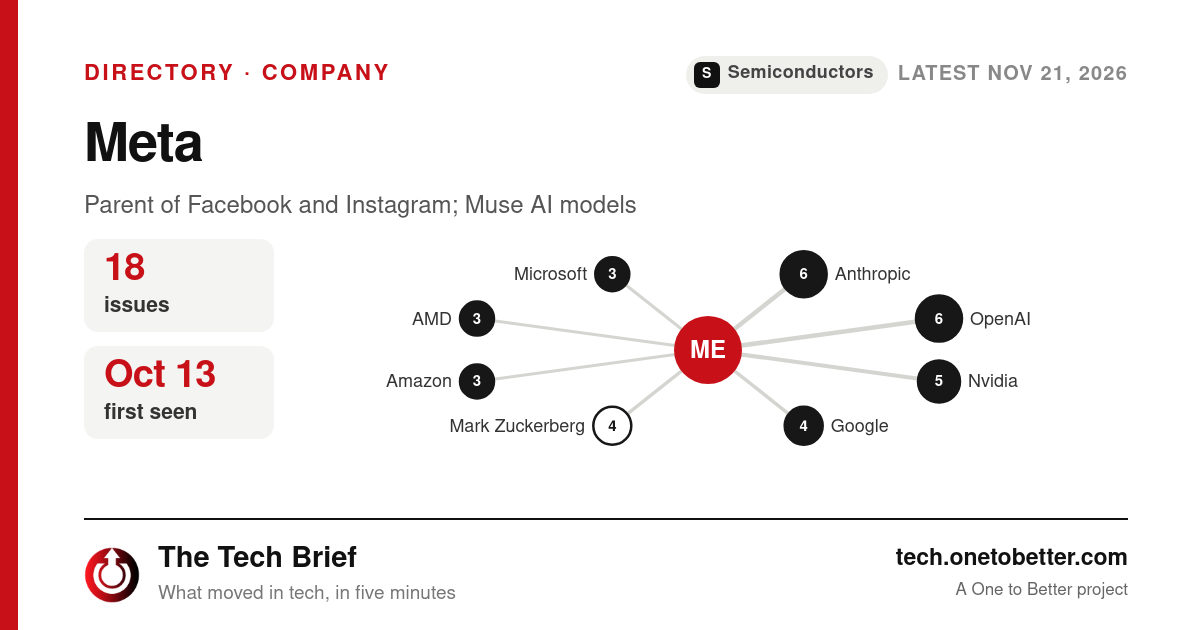 DIRECTORY · COMPANY
S Semiconductors LATEST NOV 21, 2026
Meta
Parent of Facebook and Instagram; Muse AI models
18
issues
Oct 13
first seen
Microsoft 3
6 Anthropic
AMD 3
6 OpenAI
ME
Amazon 3
5 Nvidia
Mark Zuckerberg 4
4 Google
The Tech Brief
What moved in tech, in five minutes
tech.onetobetter.com
A One to Better project